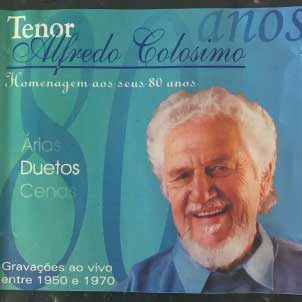 Tenor
80 anos
Alfredo Colosimo
Homenagem aos seus 80 anos
Árias
Duetos
Cenas
Gravações ao vivo
entre 1950 e 1970